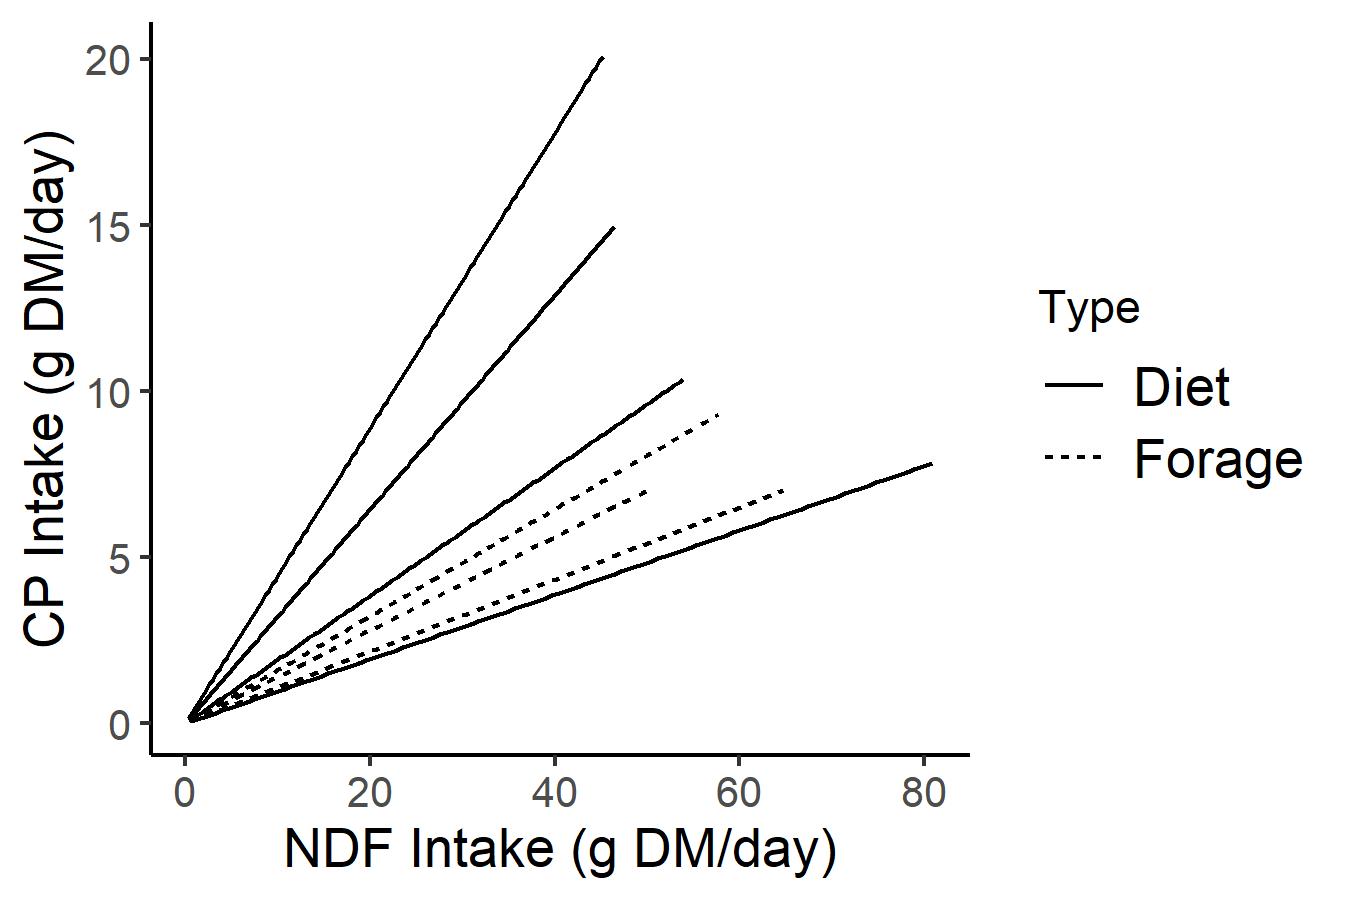 20
15
10
5
0
CP Intake (g DM/day)
0 20 40 60 80
NDF Intake (g DM/day)
Type
Diet
Forage